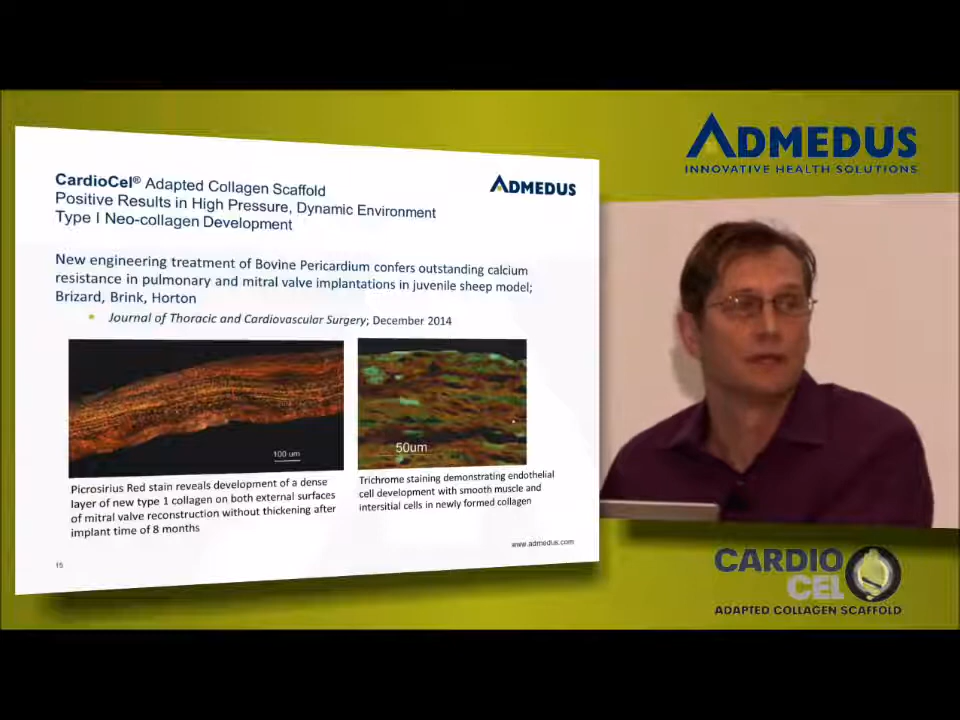 ADMEDUS
INNOVATIVE HEALTH SOLUTIONS
CardioCel® Adapted Collagen Scaffold
Positive Results in High Pressure, Dynamic Environment
Type I Neo-collagen Development
ADMEDUS
New engineering treatment of Bovine Pericardium confers outstanding calcium
resistance in pulmonary and mitral valve implantations in juvenile sheep model;
Brizard, Brink, Horton
• Journal of Thoracic and Cardiovascular Surgery; December 2014
100 um
50um
Picrosirius Red stain reveals development of a dense
layer of new type 1 collagen on both external surfaces
of mitral valve reconstruction without thickening after
implant time of 8 months
Trichrome staining demonstrating endothelial
cell development with smooth muscle and
interstitial cells in newly formed collagen
www.admedus.com
15
CARDIO
CEL
ADAPTED COLLAGEN SCAFFOLD